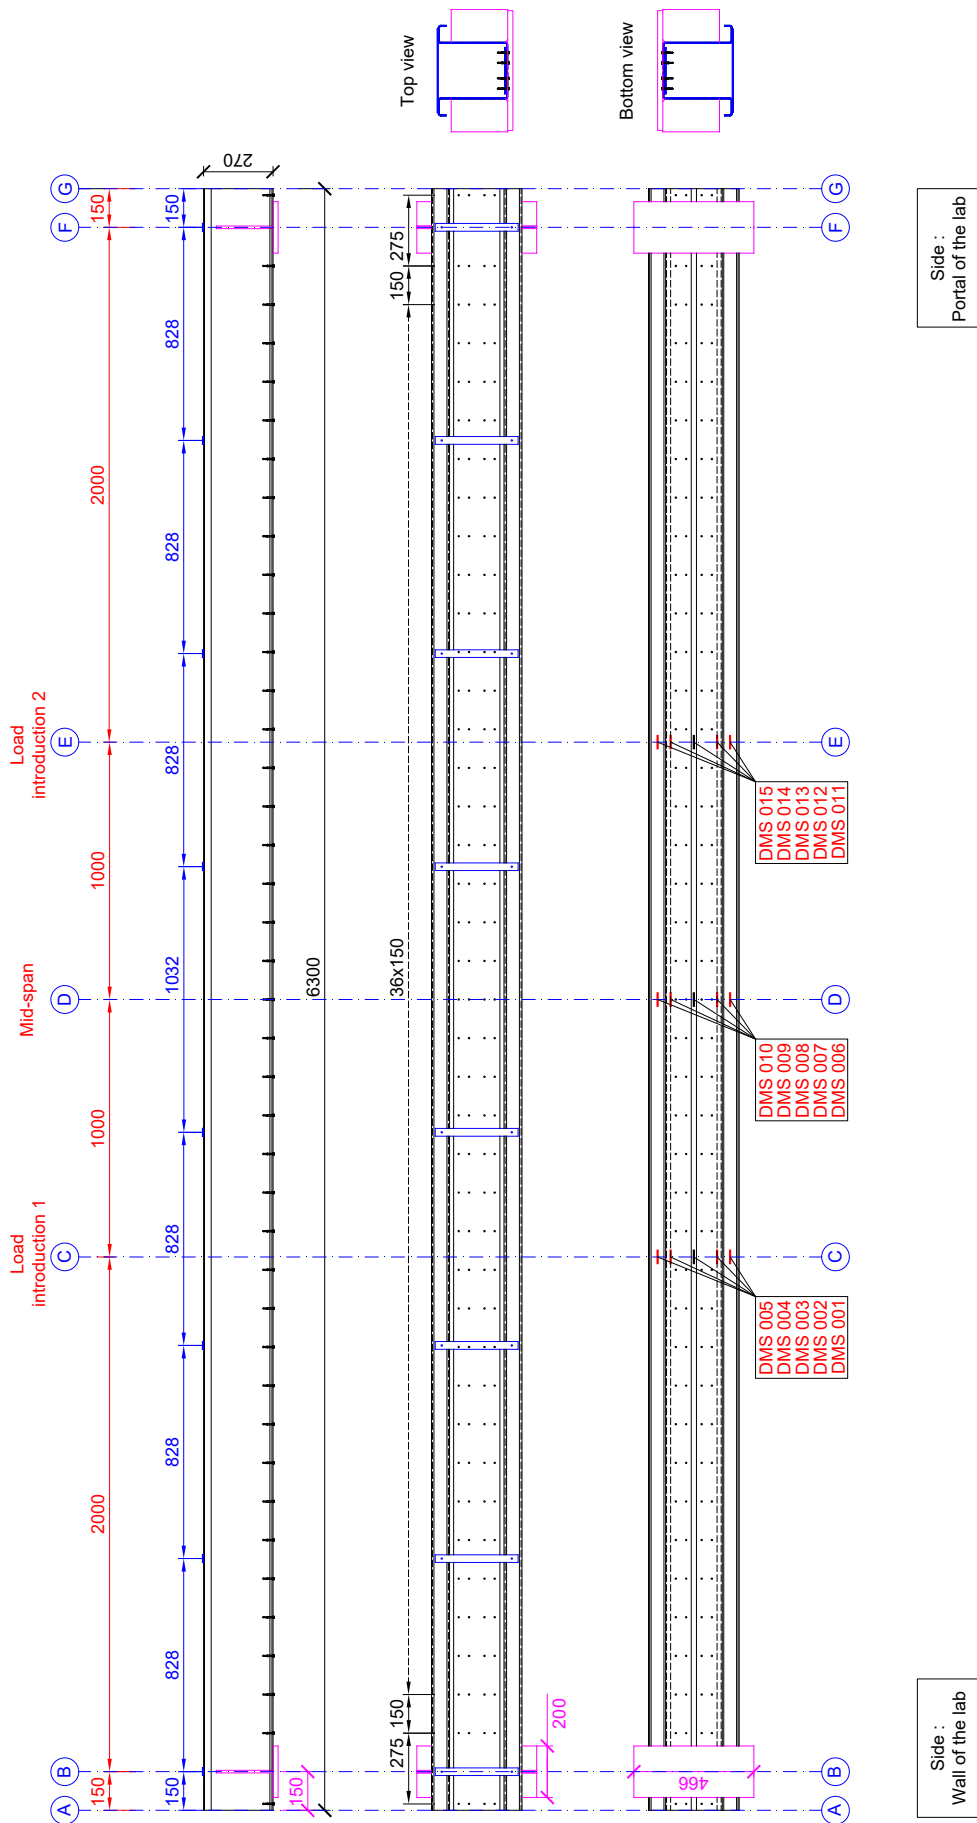 Load
introduction 1
Mid-span
Load
introduction 2
A
B
C
D
E
F
G
150
2000
1000
1000
2000
150
150
828
828
828
1032
828
828
828
150
270
150
6300
275
150
36x150
150
275
Top view
200
Bottom view
466
DMS 005
DMS 004
DMS 003
DMS 002
DMS 001
DMS 010
DMS 009
DMS 008
DMS 007
DMS 006
DMS 015
DMS 014
DMS 013
DMS 012
DMS 011
A
B
C
D
E
F
G
Side :
Wall of the lab
Side :
Portal of the lab